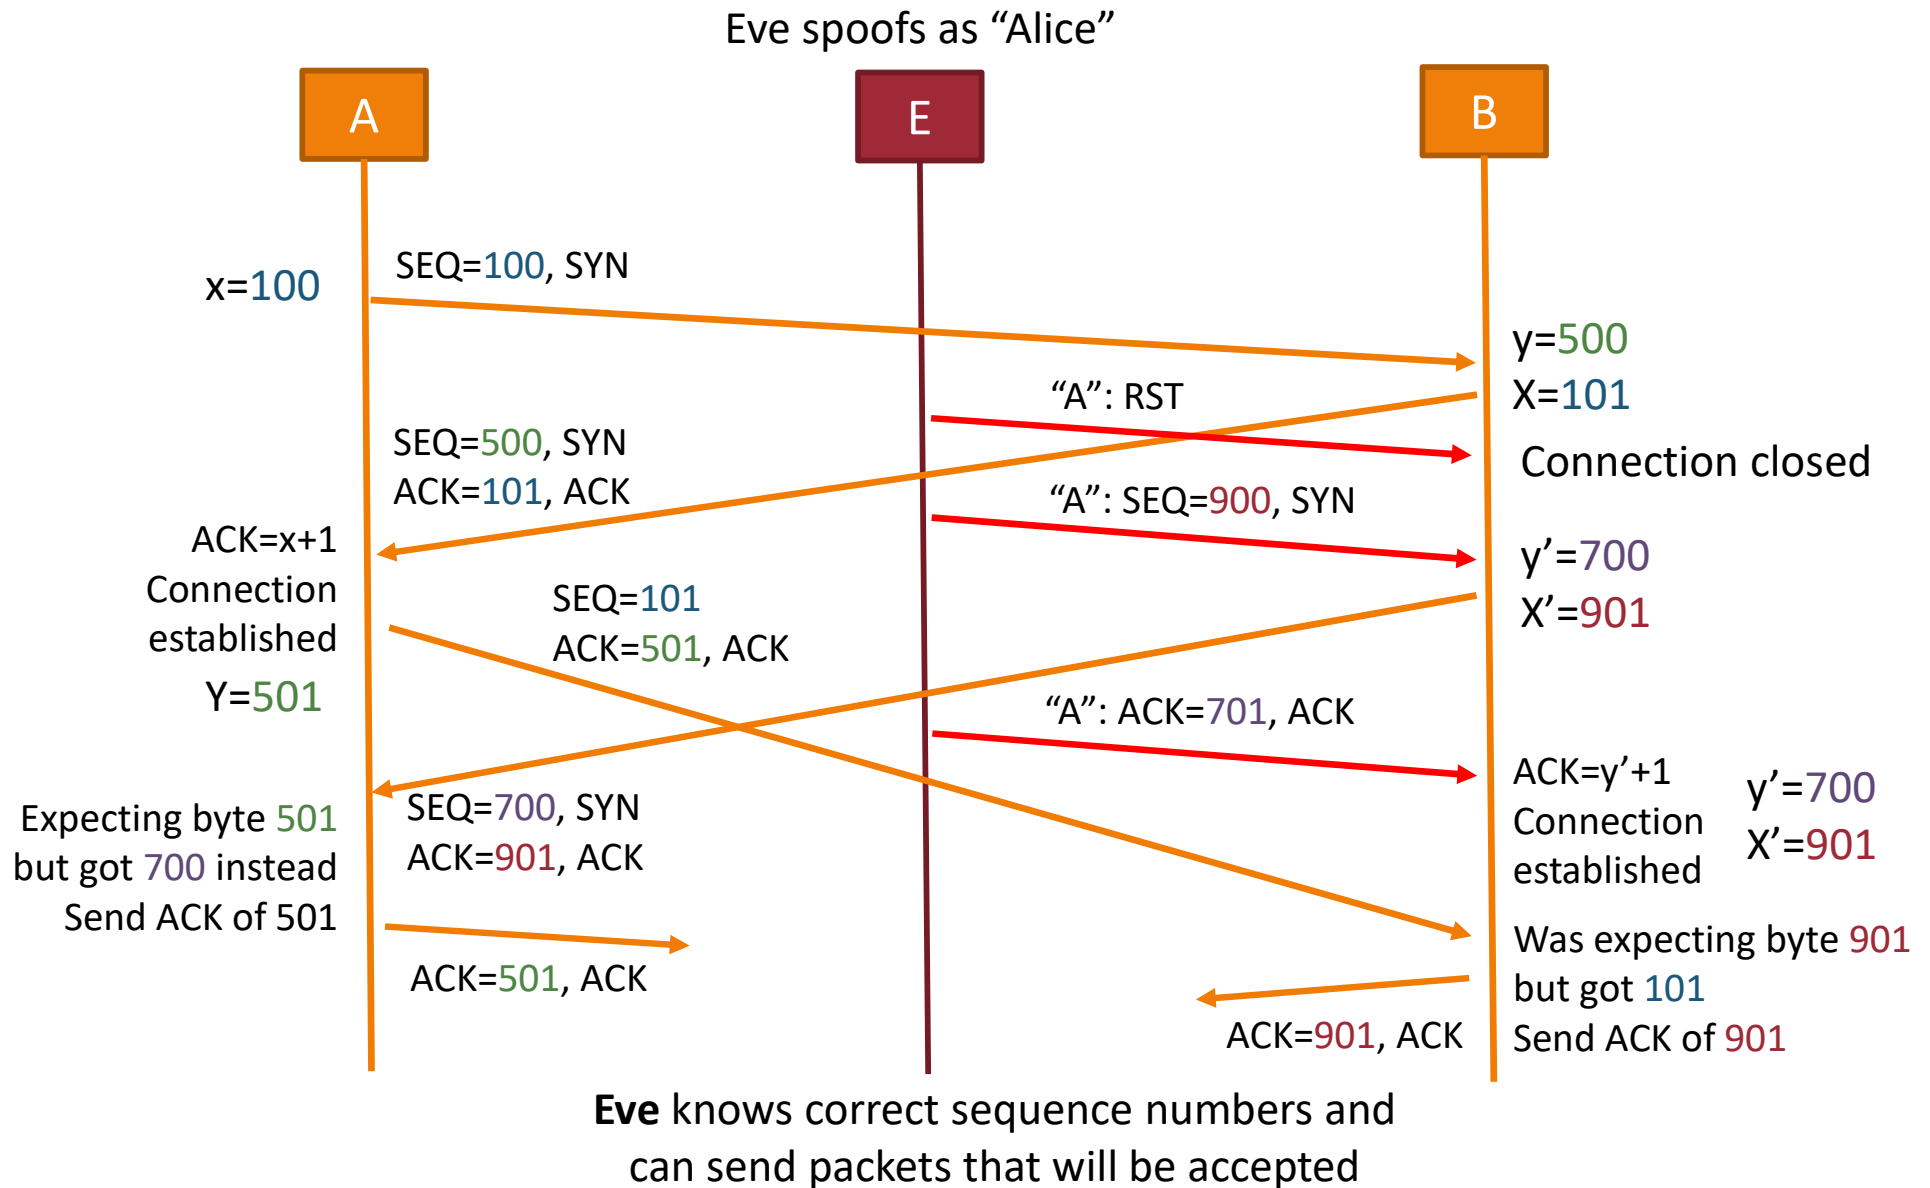 Eve spoofs as “Alice”
A
E
B
x=100
SEQ=100, SYN
y=500
X=101
“A”: RST
SEQ=500, SYN
ACK=101, ACK
Connection closed
“A”: SEQ=900, SYN
ACK=x+1
Connection
established
Y=501
y’=700
X’=901
SEQ=101
ACK=501, ACK
“A”: ACK=701, ACK
ACK=y’+1
Connection
established
y’=700
X’=901
SEQ=700, SYN
ACK=901, ACK
Expecting byte 501
but got 700 instead
Send ACK of 501
ACK=501, ACK
Was expecting byte 901
but got 101
Send ACK of 901
ACK=901, ACK
Eve knows correct sequence numbers and
can send packets that will be accepted